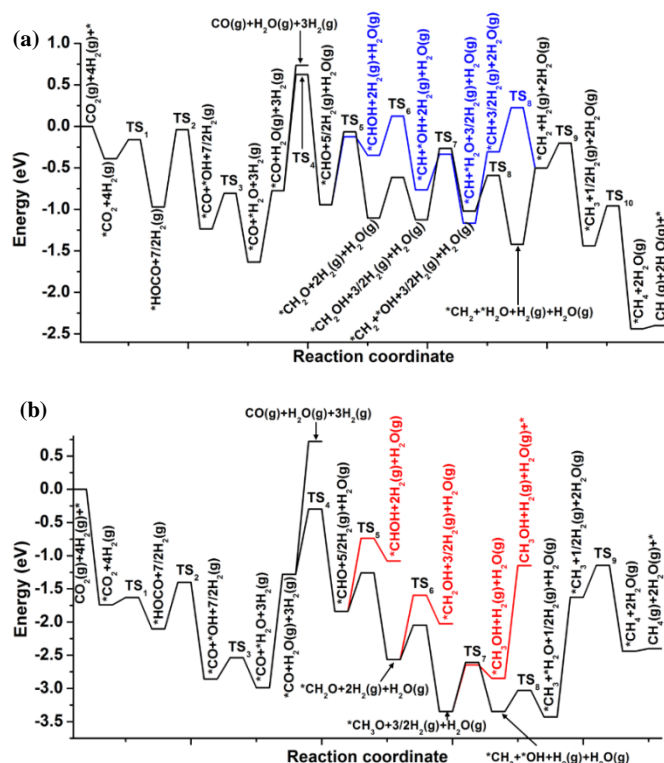 (a)
CO(g)+H₂O(g)+3H₂(g)
1.0
0.5
0.0
-0.5
-1.0
-1.5
-2.0
-2.5
Energy (eV)
CO₂(g)+4H₂(g)+*
*CO₂+4H₂(g)
TS₁
*HOCO+7/2H₂(g)
TS₂
*CO+*OH+7/2H₂(g)
TS₃
*CO+*H₂O+3H₂(g)
*CO+H₂O(g)+3H₂(g)
TS₄
*CHO+5/2H₂(g)+H₂O(g)
TS₅
*CHOH+2H₂(g)+H₂O(g)
TS₆
*CH+*OH+2H₂(g)+H₂O(g)
TS₇
*CH+*H₂O+3/2H₂(g)+H₂O(g)
*CH+3/2H₂(g)+2H₂O(g)
TS₈
TS₈
*CH₂+H₂(g)+2H₂O(g)
TS₉
*CH₃+1/2H₂(g)+2H₂O(g)
TS₁₀
*CH₄+2H₂O(g)
CH₄(g)+2H₂O(g)+*
*CH₂O+2H₂(g)+H₂O(g)
*CH₂OH+3/2H₂(g)+H₂O(g)
*CH₂+*OH+3/2H₂(g)+H₂O(g)
*CH₂+*H₂O+H₂(g)+H₂O(g)
Reaction coordinate
(b)
CO(g)+H₂O(g)+3H₂(g)
0.0
-0.5
-1.0
-1.5
-2.0
-2.5
-3.0
-3.5
Energy (eV)
CO₂(g)+4H₂(g)+*
*CO₂+4H₂(g)
TS₁
*HOCO+7/2H₂(g)
TS₂
*CO+*OH+7/2H₂(g)
TS₃
*CO+*H₂O+3H₂(g)
*CO+H₂O(g)+3H₂(g)
TS₄
*CHO+5/2H₂(g)+H₂O(g)
TS₅
*CHOH+2H₂(g)+H₂O(g)
TS₆
*CH₂OH+3/2H₂(g)+H₂O(g)
TS₇
*CH₃OH+H₂(g)+H₂O(g)
CH₃OH+H₂(g)+H₂O(g)+*
TS₈
*CH₃+*H₂O+1/2H₂(g)+H₂O(g)
*CH₃+1/2H₂(g)+2H₂O(g)
TS₉
*CH₄+2H₂O(g)
CH₄(g)+2H₂O(g)+*
*CH₂O+2H₂(g)+H₂O(g)
*CH₃O+3/2H₂(g)+H₂O(g)
Reaction coordinate